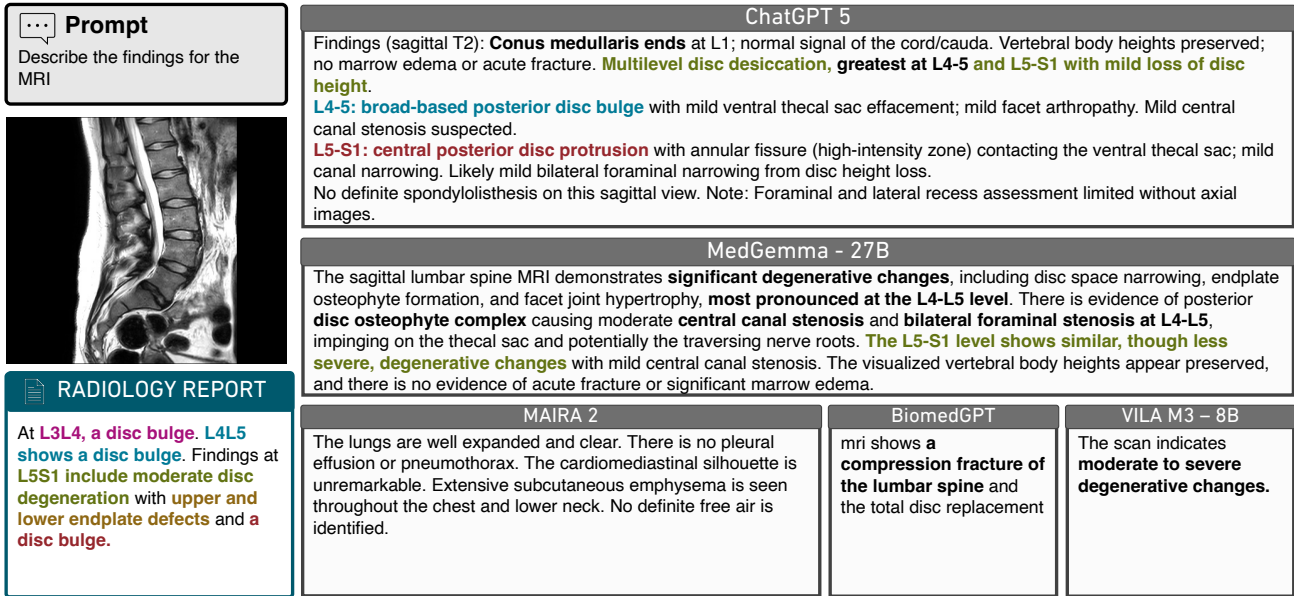 Prompt
Describe the findings for the
MRI
RADIOLOGY REPORT
At L3L4, a disc bulge. L4L5
shows a disc bulge. Findings at
L5S1 include moderate disc
degeneration with upper and
lower endplate defects and a
disc bulge.
ChatGPT 5
Findings (sagittal T2): Conus medullaris ends at L1; normal signal of the cord/cauda. Vertebral body heights preserved;
no marrow edema or acute fracture. Multilevel disc desiccation, greatest at L4-5 and L5-S1 with mild loss of disc
height.
L4-5: broad-based posterior disc bulge with mild ventral thecal sac effacement; mild facet arthropathy. Mild central
canal stenosis suspected.
L5-S1: central posterior disc protrusion with annular fissure (high-intensity zone) contacting the ventral thecal sac; mild
canal narrowing. Likely mild bilateral foraminal narrowing from disc height loss.
No definite spondylolisthesis on this sagittal view. Note: Foraminal and lateral recess assessment limited without axial
images.
MedGemma - 27B
The sagittal lumbar spine MRI demonstrates significant degenerative changes, including disc space narrowing, endplate
osteophyte formation, and facet joint hypertrophy, most pronounced at the L4-L5 level. There is evidence of posterior
disc osteophyte complex causing moderate central canal stenosis and bilateral foraminal stenosis at L4-L5,
impinging on the thecal sac and potentially the traversing nerve roots. The L5-S1 level shows similar, though less
severe, degenerative changes with mild central canal stenosis. The visualized vertebral body heights appear preserved,
and there is no evidence of acute fracture or significant marrow edema.
MAIRA 2
The lungs are well expanded and clear. There is no pleural
effusion or pneumothorax. The cardiomediastinal silhouette is
unremarkable. Extensive subcutaneous emphysema is seen
throughout the chest and lower neck. No definite free air is
identified.
BiomedGPT
mri shows a
compression fracture of
the lumbar spine and
the total disc replacement
VILA M3 – 8B
The scan indicates
moderate to severe
degenerative changes.